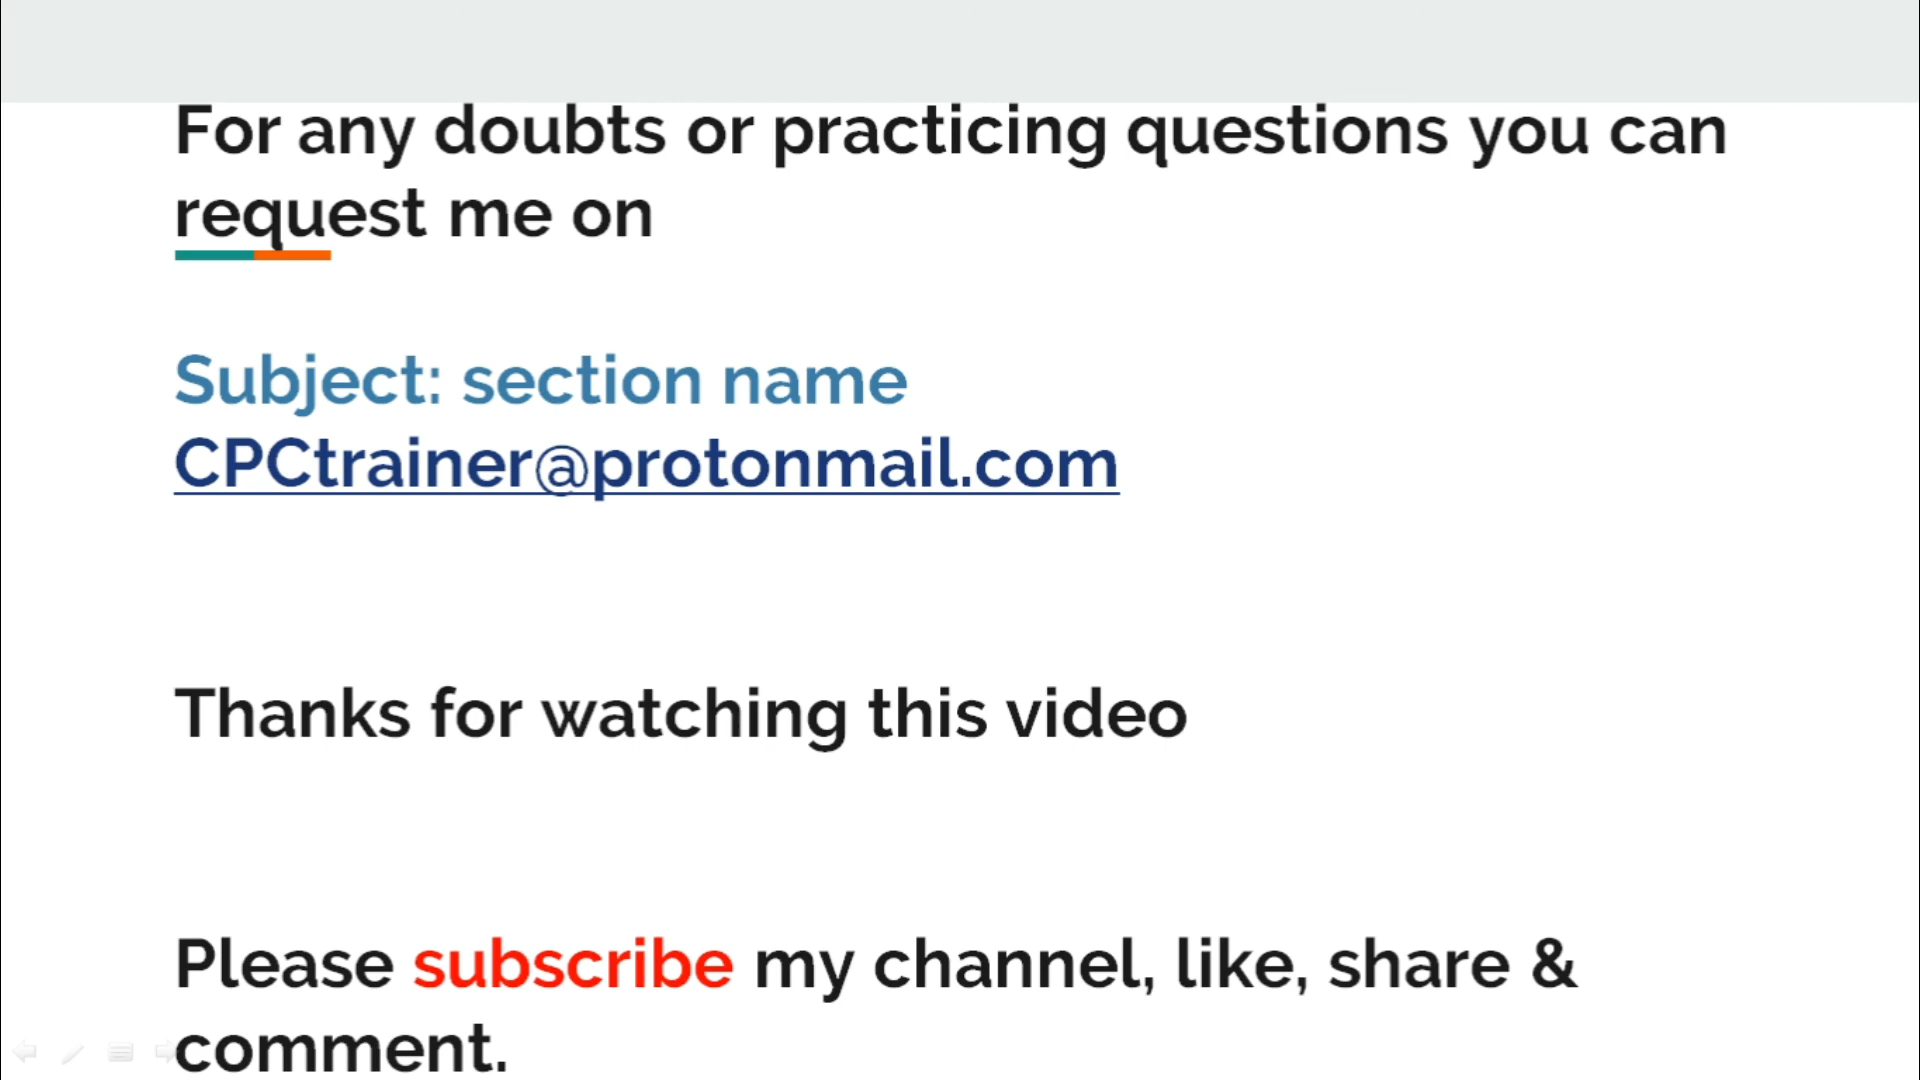 For any doubts or practicing questions you can
request me on
Subject: section name
CPCtrainer@protonmail.com
Thanks for watching this video
Please subscribe my channel, like, share &
comment.